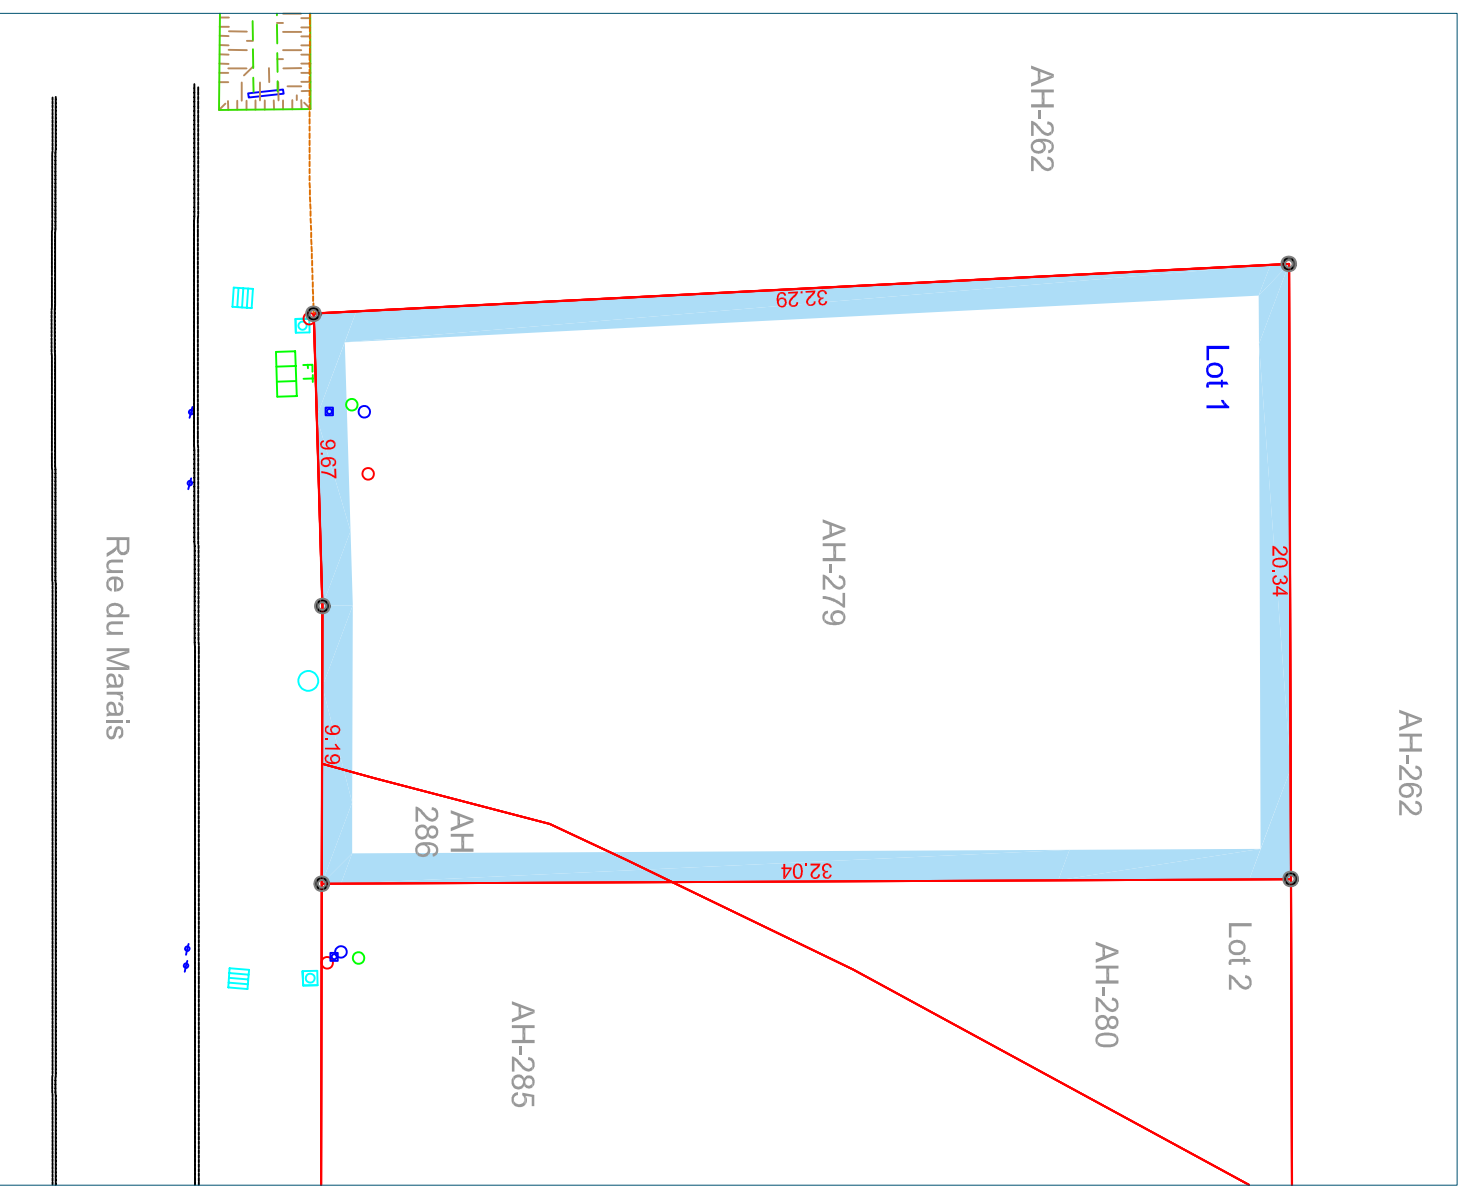 AH-262
32.29
Lot 1
FT
9.67
AH-279
20.34
Rue du Marais
9.19
AH
286
AH-262
32.04
Lot 2
AH-280
AH-285